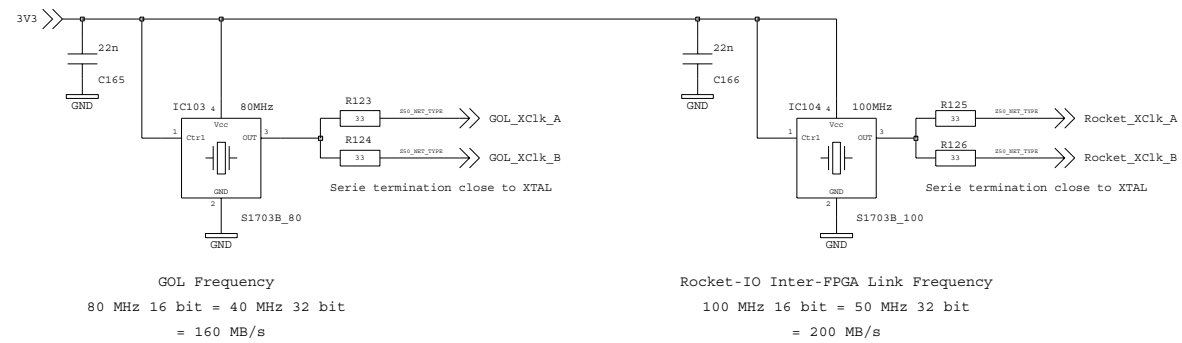 3V3
22n
C165
GND
IC103
80MHz
4
Vcc
1
Ctrl
OUT
3
GND
2
S1703B_80
GND
R123
33
Z50_NET_TYPE
GOL_XClk_A
R124
33
Z50_NET_TYPE
GOL_XClk_B
Serie termination close to XTAL
22n
C166
GND
IC104
100MHz
4
Vcc
1
Ctrl
OUT
3
GND
2
S1703B_100
GND
R125
33
Z50_NET_TYPE
Rocket_XClk_A
R126
33
Z50_NET_TYPE
Rocket_XClk_B
Serie termination close to XTAL
GOL Frequency
80 MHz 16 bit = 40 MHz 32 bit
= 160 MB/s
Rocket-IO Inter-FPGA Link Frequency
100 MHz 16 bit = 50 MHz 32 bit
= 200 MB/s